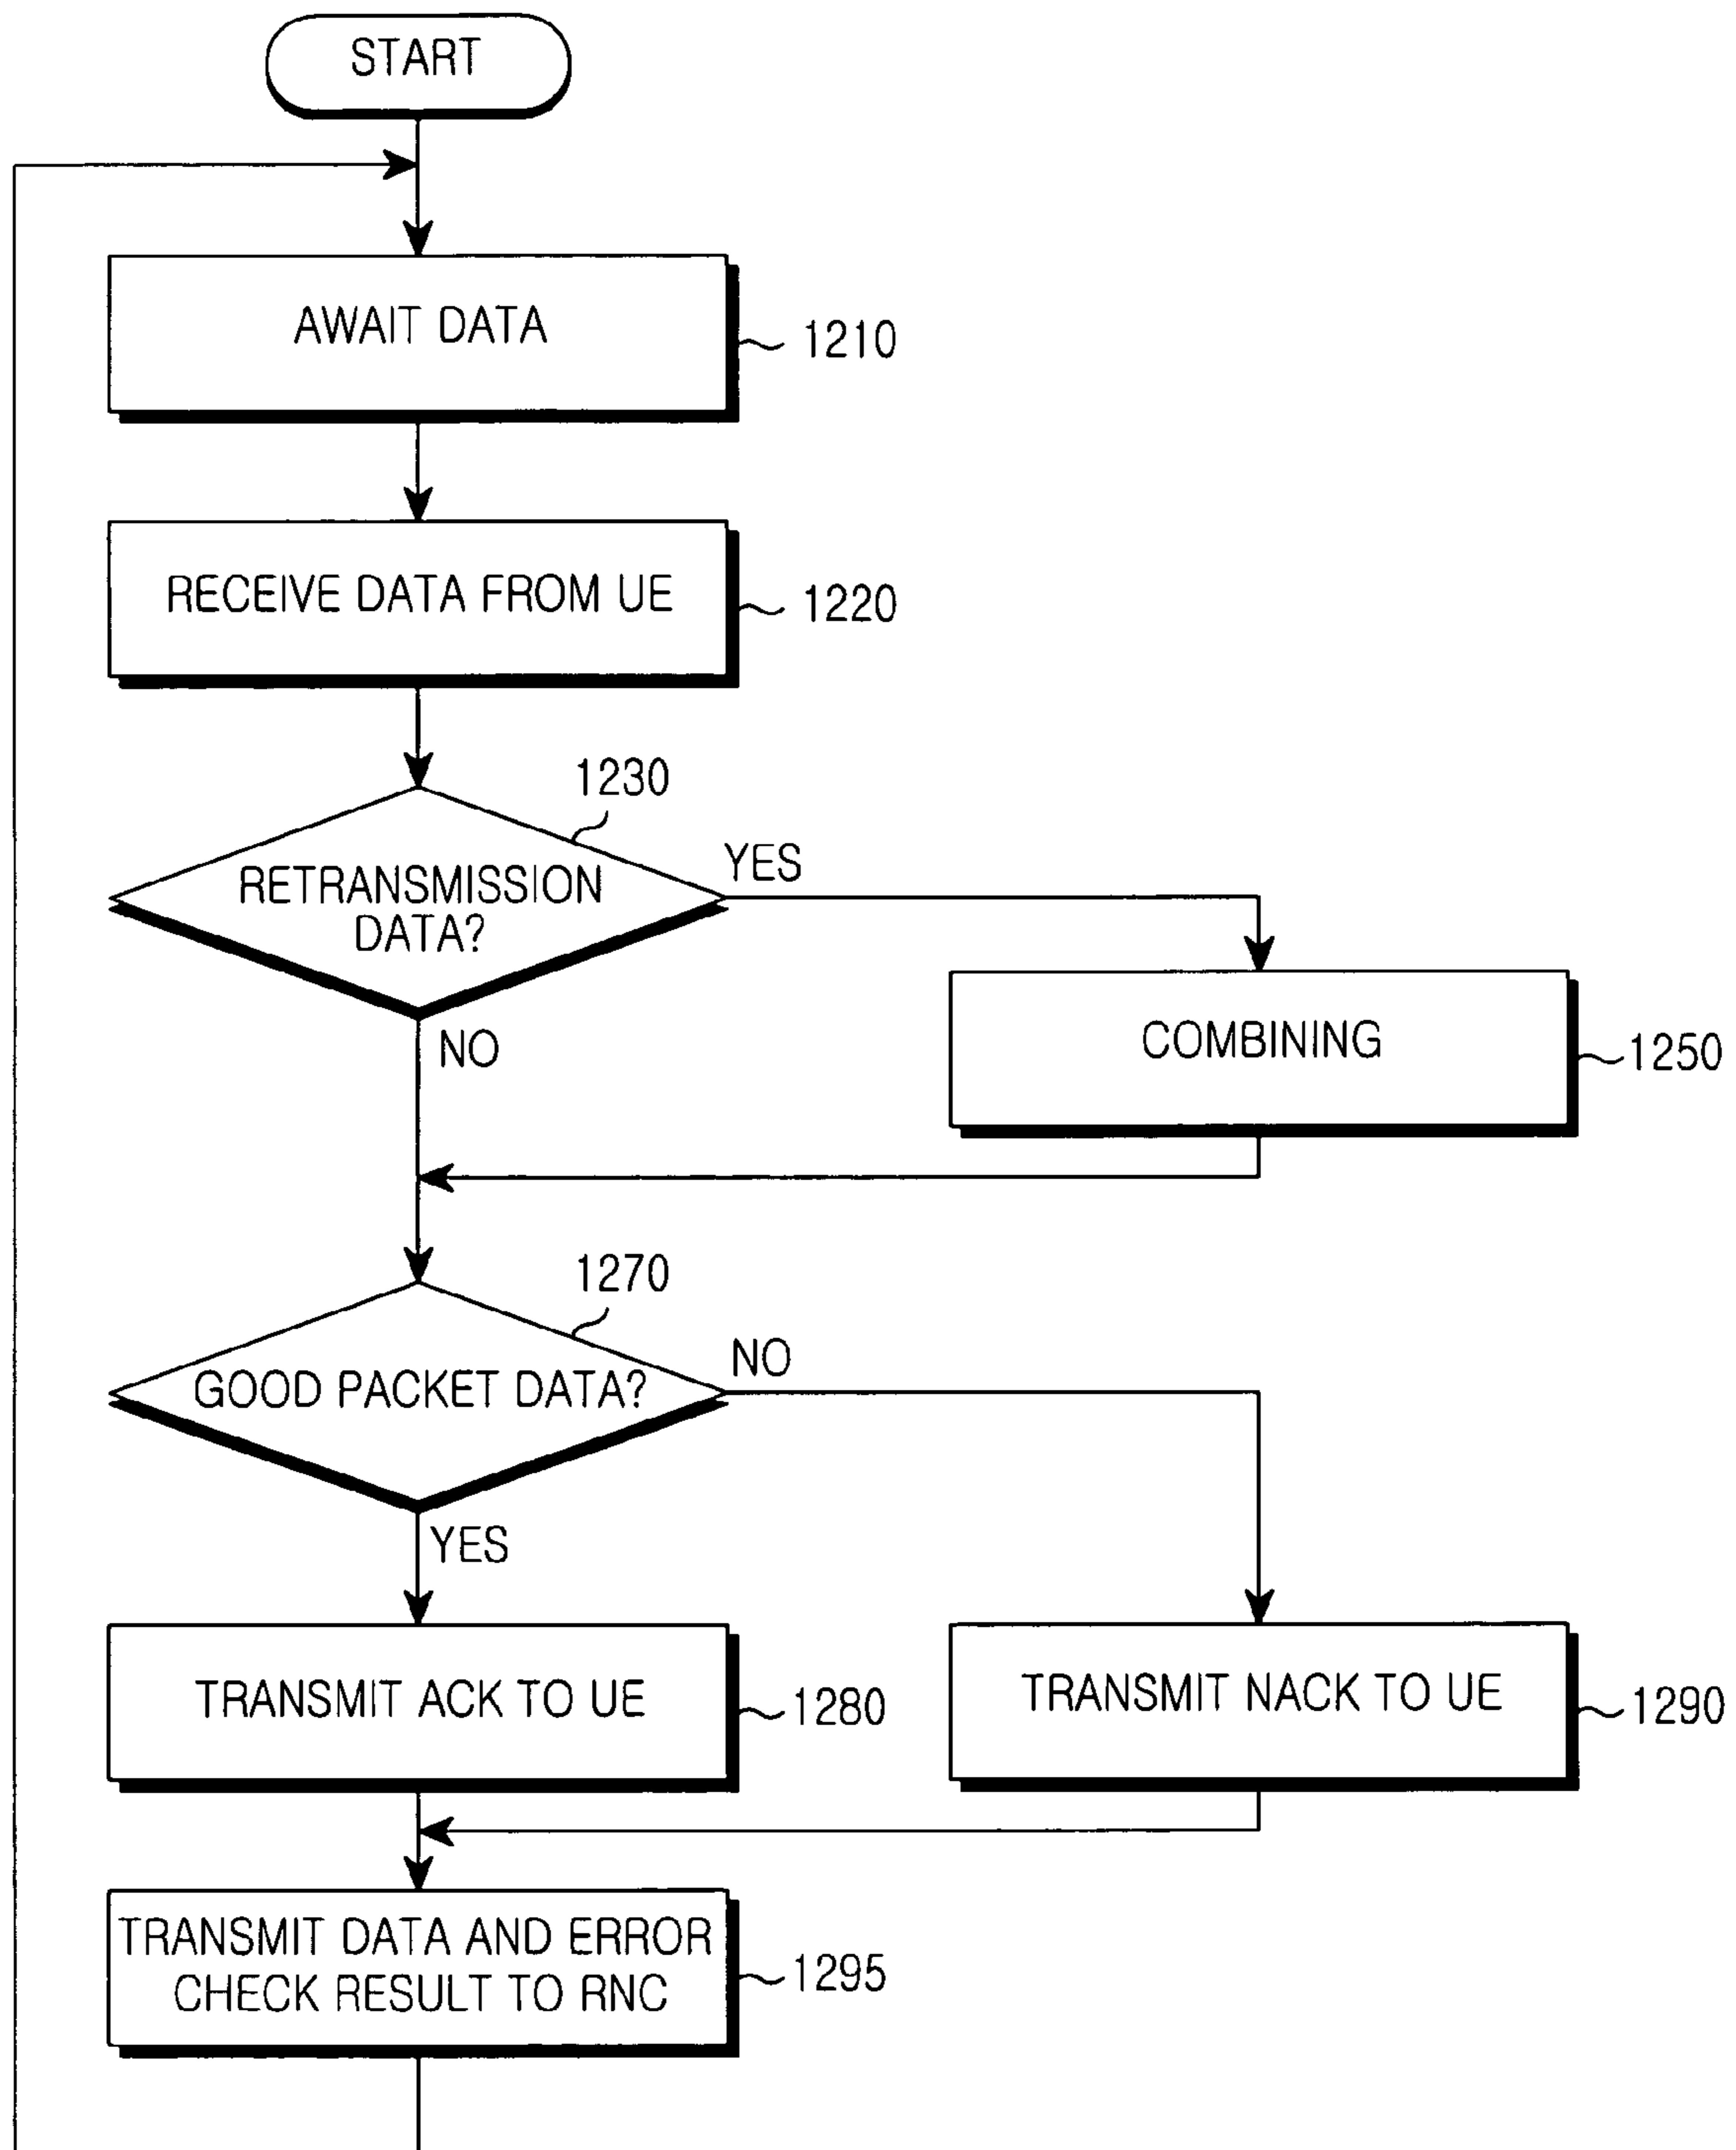 START
AWAIT DATA
1210
RECEIVE DATA FROM UE
1220
1230
RETRANSMISSION
DATA?
YES
NO
COMBINING
1250
1270
GOOD PACKET DATA?
NO
YES
TRANSMIT ACK TO UE
1280
TRANSMIT NACK TO UE
1290
TRANSMIT DATA AND ERROR
CHECK RESULT TO RNC
1295